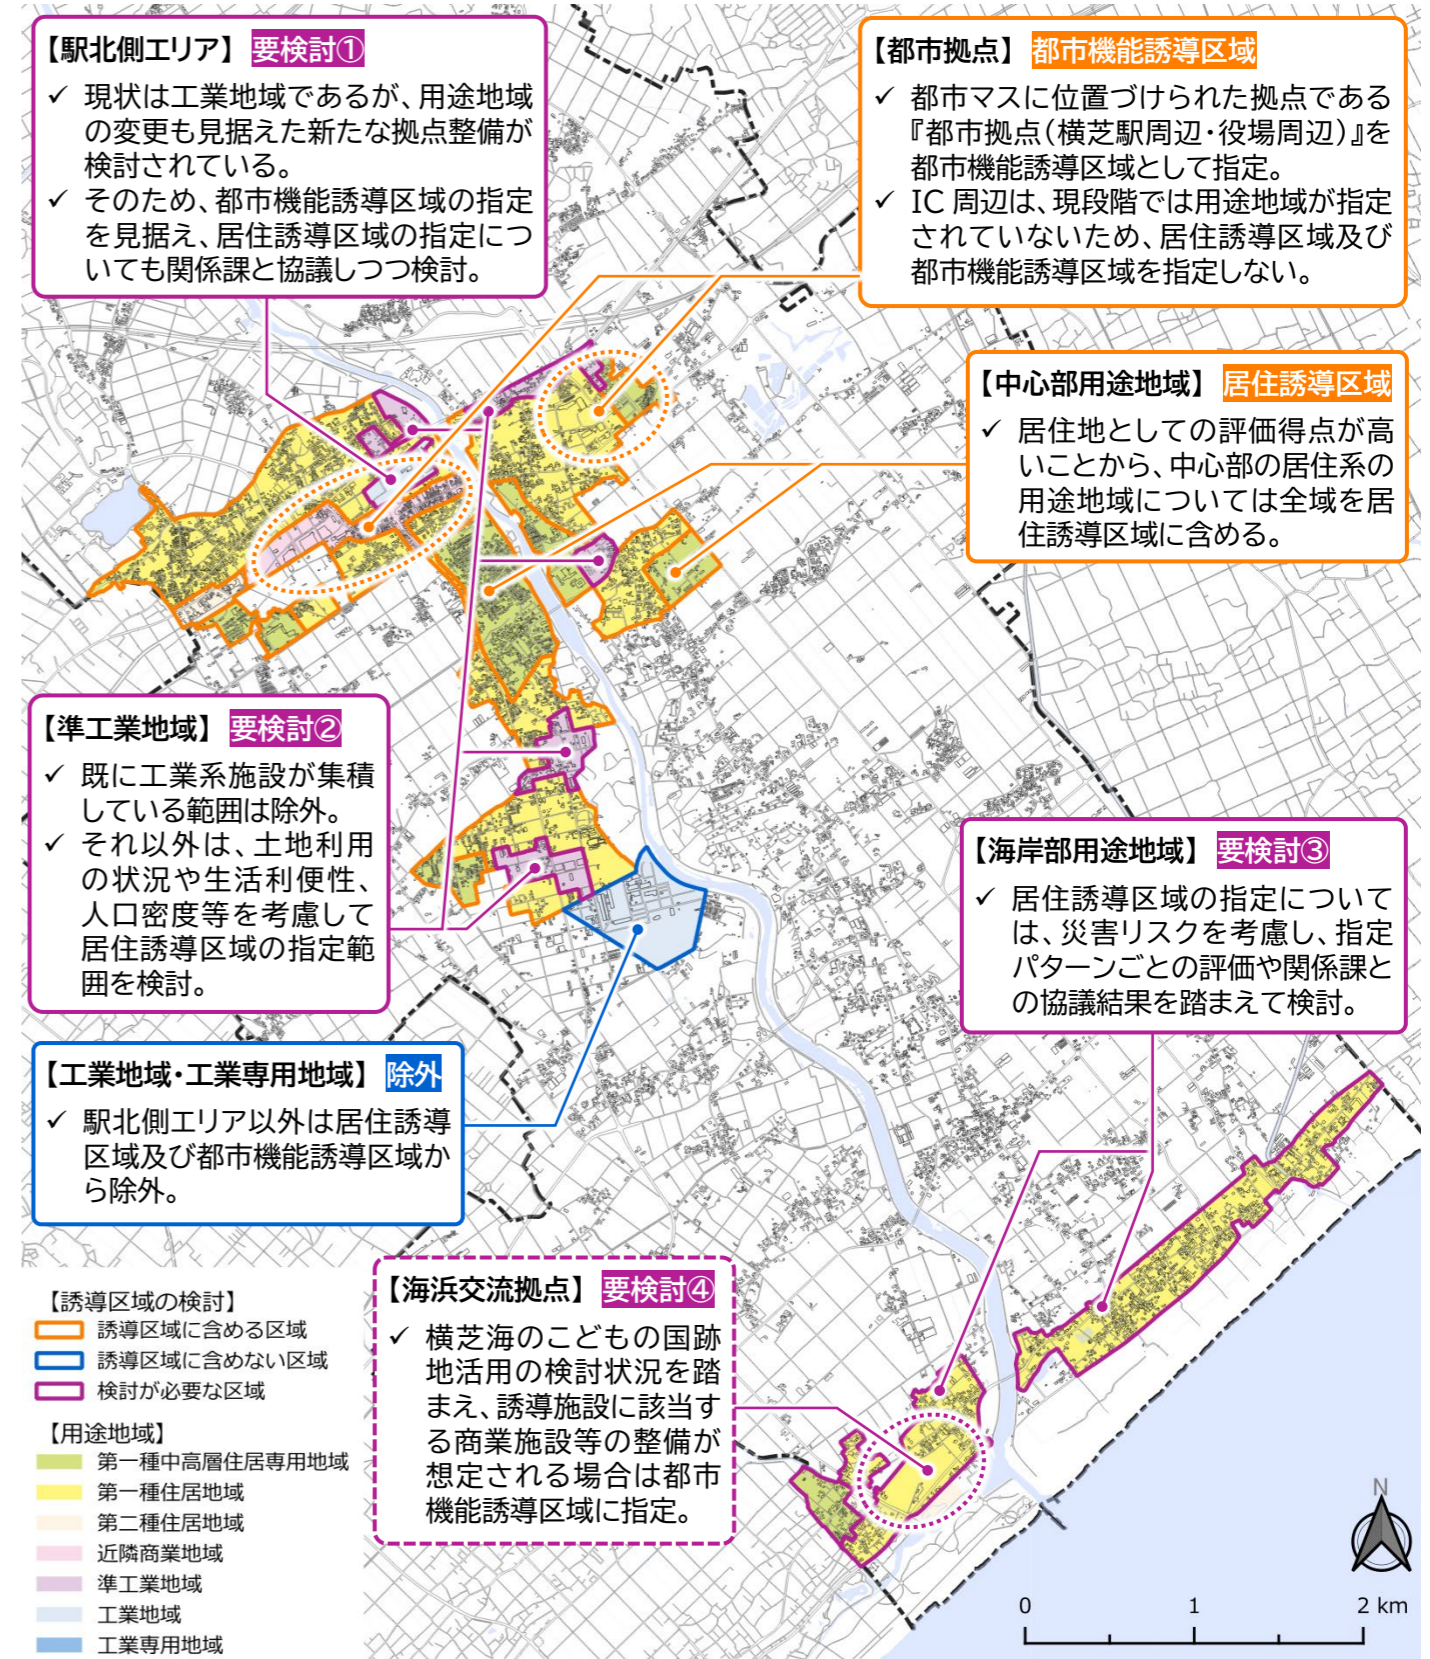 【駅北側エリア】 要検討①
✓ 現状は工業地域であるが、用途地域
の変更も見据えた新たな拠点整備が
検討されている。
✓ そのため、都市機能誘導区域の指定
を見据え、居住誘導区域の指定につ
いても関係課と協議しつつ検討。
【都市拠点】 都市機能誘導区域
✓ 都市マスに位置づけられた拠点である
『都市拠点（横芝駅周辺・役場周辺）』を
都市機能誘導区域として指定。
✓ IC 周辺は、現段階では用途地域が指定
されていないため、居住誘導区域及び
都市機能誘導区域を指定しない。
【中心部用途地域】 居住誘導区域
✓ 居住地としての評価得点が高
いことから、中心部の居住系の
用途地域については全域を居
住誘導区域に含める。
【準工業地域】 要検討②
✓ 既に工業系施設が集積
している範囲は除外。
✓ それ以外は、土地利用
の状況や生活利便性、
人口密度等を考慮して
居住誘導区域の指定範
囲を検討。
【海岸部用途地域】 要検討③
✓ 居住誘導区域の指定について
は、災害リスクを考慮し、指定
パターンごとの評価や関係課と
の協議結果を踏まえて検討。
【工業地域・工業専用地域】 除外
✓ 駅北側エリア以外は居住誘導
区域及び都市機能誘導区域か
ら除外。
【海浜交流拠点】 要検討④
✓ 横芝海のこどもの国跡
地活用の検討状況を踏
まえ、誘導施設に該当す
る商業施設等の整備が
想定される場合は都市
機能誘導区域に指定。
【誘導区域の検討】
誘導区域に含める区域
誘導区域に含めない区域
検討が必要な区域
【用途地域】
第一種中高層住居専用地域
第一種住居地域
第二種住居地域
近隣商業地域
準工業地域
工業地域
工業専用地域
N
0 1 2 km